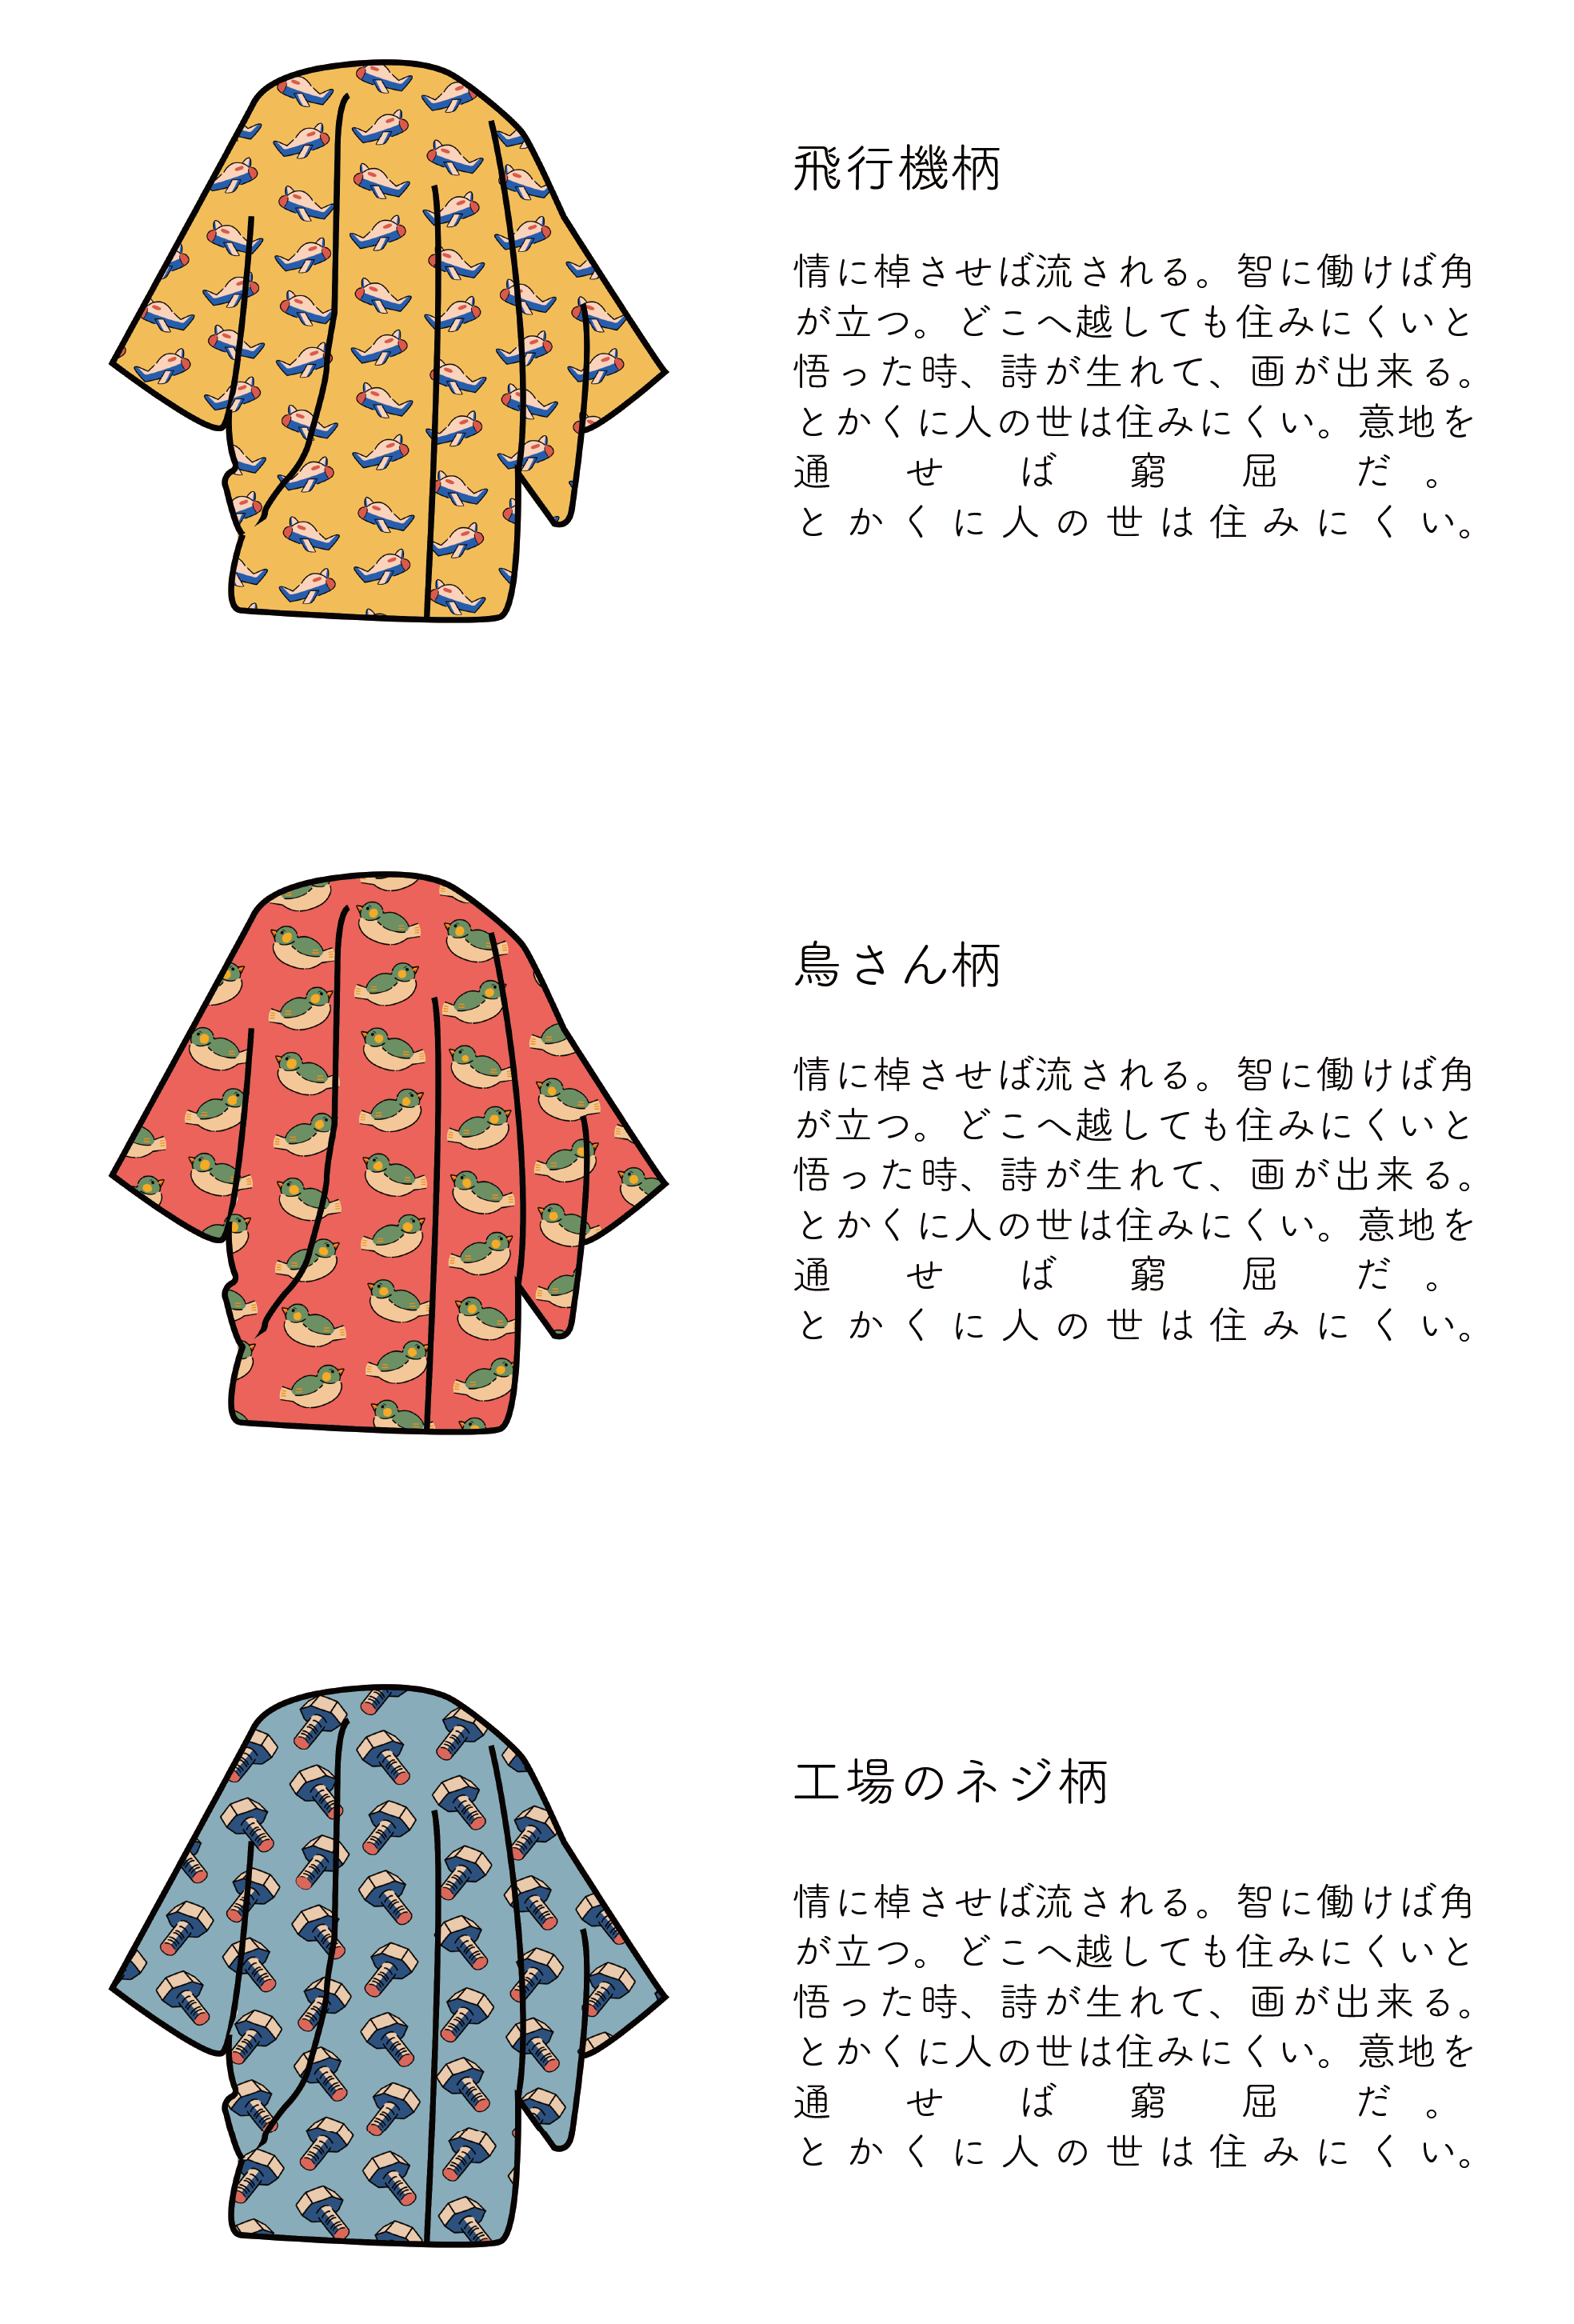 飛行機柄
情に棹させば流される。智に働けば角
が立つ。どこへ越しても住みにくいと
悟った時、詩が生れて、画が出来る。
とかくに人の世は住みにくい。意地を
通せば窮屈だ。
とかくに人の世は住みにくい。
鳥さん柄
情に棹させば流される。智に働けば角
が立つ。どこへ越しても住みにくいと
悟った時、詩が生れて、画が出来る。
とかくに人の世は住みにくい。意地を
通せば窮屈だ。
とかくに人の世は住みにくい。
工場のネジ柄
情に棹させば流される。智に働けば角
が立つ。どこへ越しても住みにくいと
悟った時、詩が生れて、画が出来る。
とかくに人の世は住みにくい。意地を
通せば窮屈だ。
とかくに人の世は住みにくい。